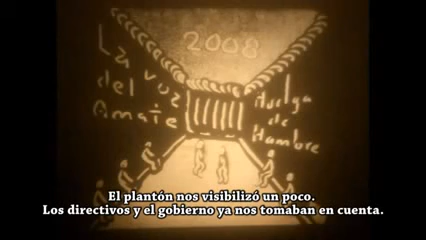 2008
La voz
del
Amate
Huelga
de
Hambre
El plantón nos visibilizó un poco.
Los directivos y el gobierno ya nos tomaban en cuenta.